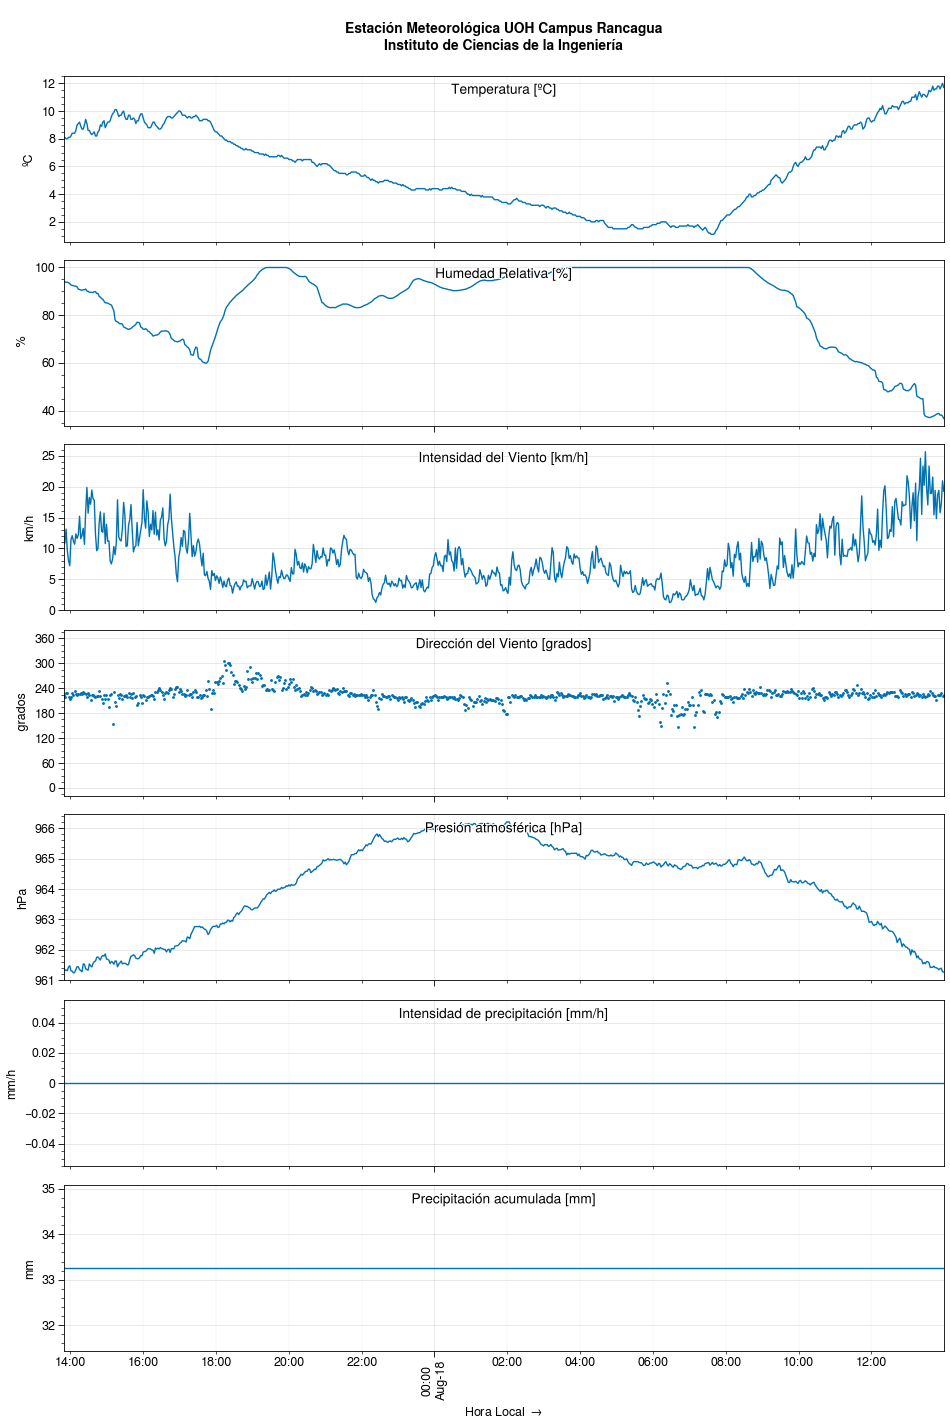 Estación Meteorológica UOH Campus Rancagua
Instituto de Ciencias de la Ingeniería
Temperatura [ºC]
ºC
12
10
8
6
4
2
Humedad Relativa [%]
%
100
80
60
40
Intensidad del Viento [km/h]
km/h
25
20
15
10
5
0
Dirección del Viento [grados]
grados
360
300
240
180
120
60
0
Presión atmosférica [hPa]
hPa
966
965
964
963
962
961
Intensidad de precipitación [mm/h]
mm/h
0.04
0.02
0
−0.02
−0.04
Precipitación acumulada [mm]
mm
35
34
33
32
14:00 16:00 18:00 20:00 22:00 00:00 02:00 04:00 06:00 08:00 10:00 12:00
Aug-18
Hora Local →